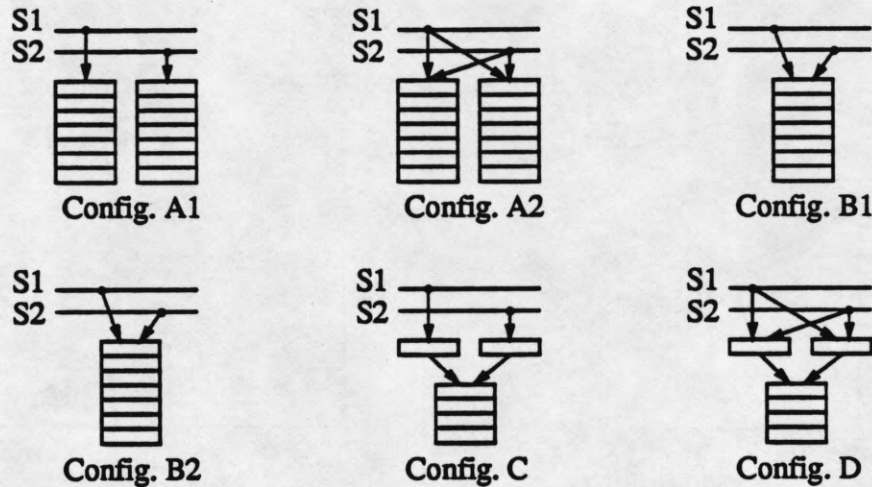 S1
S2
Config. A1
S1
S2
Config. A2
S1
S2
Config. B1
S1
S2
Config. B2
S1
S2
Config. C
S1
S2
Config. D